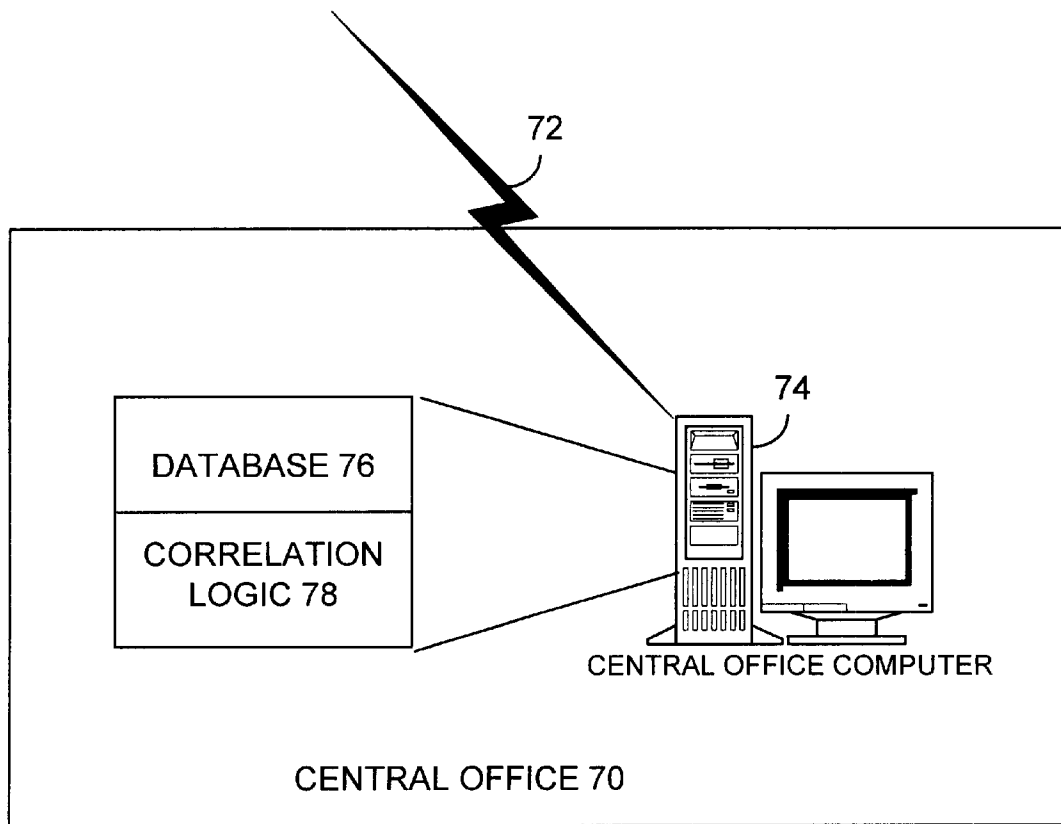 72
74
DATABASE 76
CORRELATION
LOGIC 78
CENTRAL OFFICE COMPUTER
CENTRAL OFFICE 70